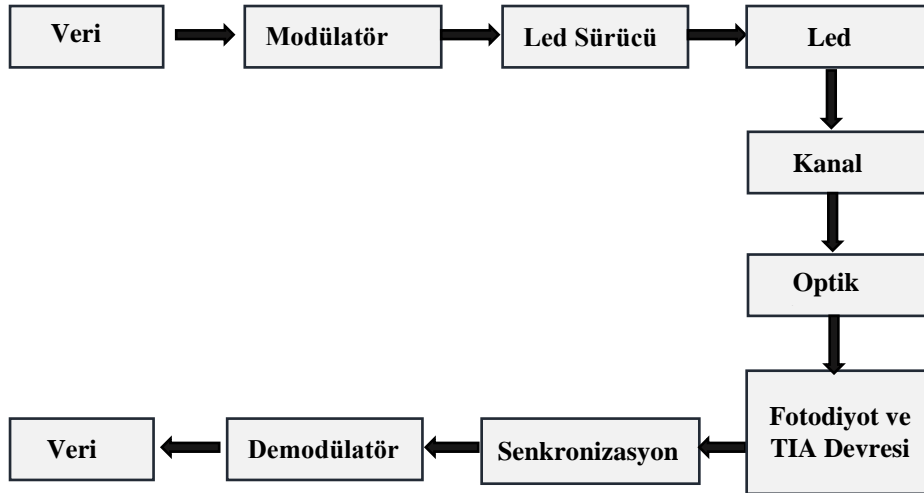 Veri
Modülatör
Led Sürücü
Led
Kanal
Optik
Fotodiyot ve
TIA Devresi
Senkronizasyon
Demodülatör
Veri